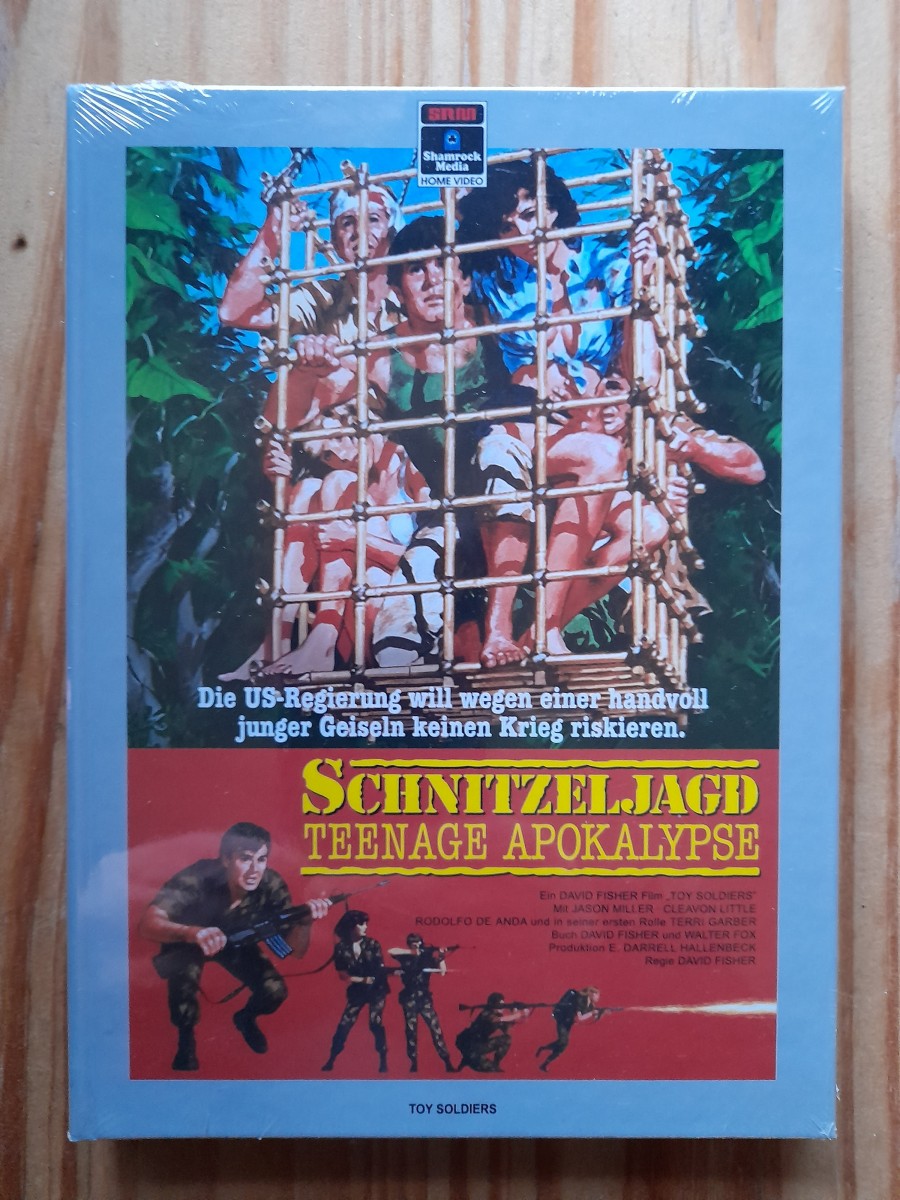 SRM
Shamrock
Media
HOME VIDEO
Die US-Regierung will wegen einer handvoll
junger Geiseln keinen Krieg riskieren.
SCHNITZELJAGD
TEENAGE APOKALYPSE
Ein DAVID FISHER Film „TOY SOLDIERS"
Mit JASON MILLER CLEAVON LITTLE
RODOLFO DE ANDA und in seiner ersten Rolle TERRI GARBER
Buch DAVID FISHER und WALTER FOX
Produktion E. DARRELL HALLENBECK
Regie DAVID FISHER
TOY SOLDIERS